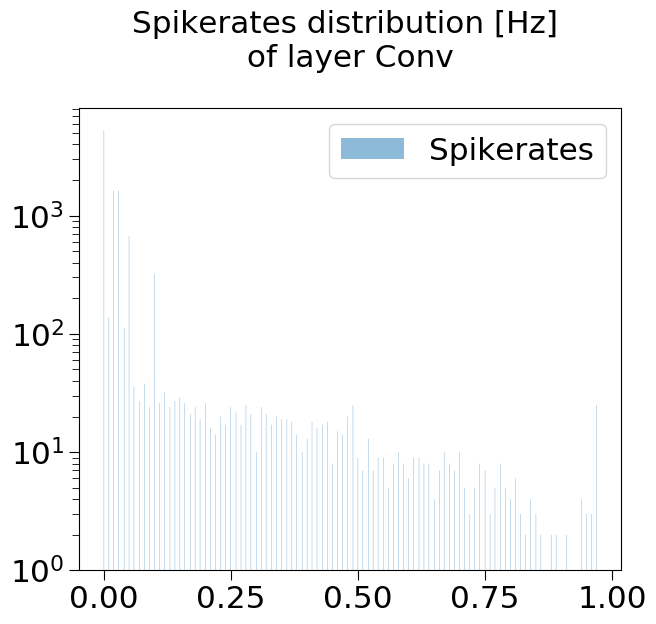 Spikerates distribution [Hz]
of layer Conv
Spikerates
10³
10²
10¹
10⁰
0.00 0.25 0.50 0.75 1.00